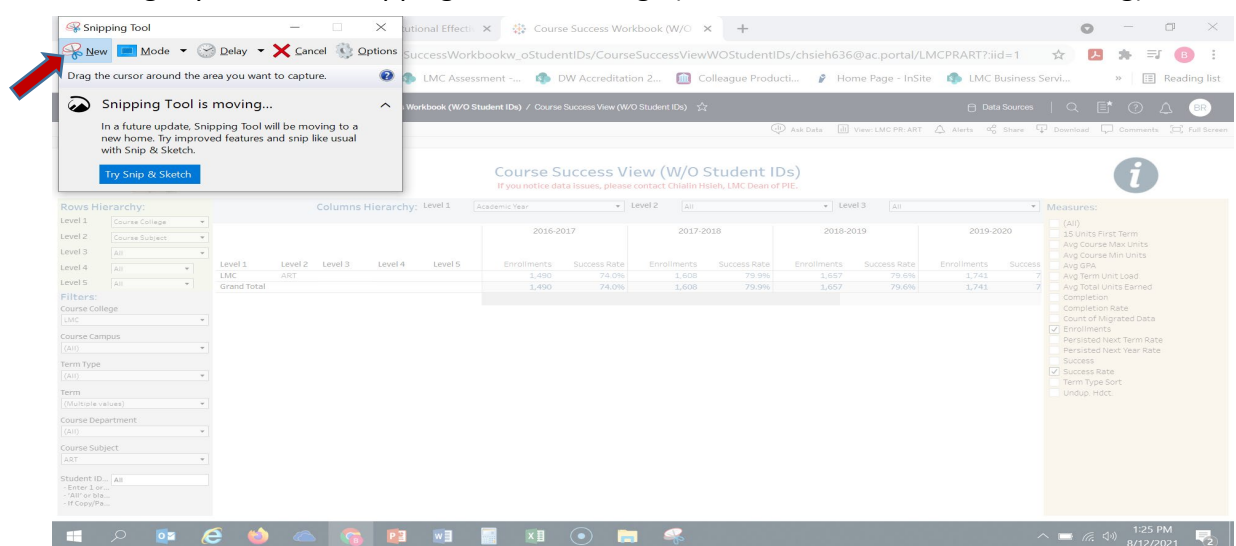 Snipping Tool
New Mode Delay Cancel Options
Drag the cursor around the area you want to capture.
Snipping Tool is moving...
In a future update, Snipping Tool will be moving to a
new home. Try improved features and snip like usual
with Snip & Sketch.
Try Snip & Sketch
Course Success Workbook (W/O
SuccessWorkbookw_oStudentIDs/CourseSuccessViewWOStudentIDs/chsieh636@ac.portal/LMCPRART?:iid=1
LMC Assessment -... DW Accreditation 2... Colleague Producti... Home Page - InSite LMC Business Servi... » Reading list
Workbook (W/O Student IDs) / Course Success View (W/O Student IDs) Data Sources BR
Ask Data View: LMC PR: ART Alerts Share Download Comments Full Screen
Course Success View (W/O Student IDs)
If you notice data issues, please contact Chialin Hsieh, LMC Dean of PIE.
Rows Hierarchy: Columns Hierarchy: Level 1 Academic Year Level 2 All Level 3 All Measures:
Level 1 Course College
Level 2 Course Subject
Level 3 All
Level 4 All
Level 5 All
2016-2017 2017-2018 2018-2019 2019-2020
Level 1 Level 2 Level 3 Level 4 Level 5 Enrollments Success Rate Enrollments Success Rate Enrollments Success Rate Enrollments Success
LMC ART 1,490 74.0% 1,608 79.9% 1,657 79.6% 1,741 7
Grand Total 1,490 74.0% 1,608 79.9% 1,657 79.6% 1,741 7
Filters:
Course College
LMC
Course Campus
(All)
Term Type
(All)
Term
(Multiple values)
Course Department
(All)
Course Subject
ART
Student ID... All
- Enter 1 or...
- 'All' or bla...
- If Copy/Pa...
(All)
15 Units First Term
Avg Course Max Units
Avg Course Min Units
Avg GPA
Avg Term Unit Load
Avg Total Units Earned
Completion
Completion Rate
Count of Migrated Data
Enrollments
Persisted Next Term Rate
Persisted Next Year Rate
Success
Success Rate
Term Type Sort
Undup. Hdct
1:25 PM
8/12/2021